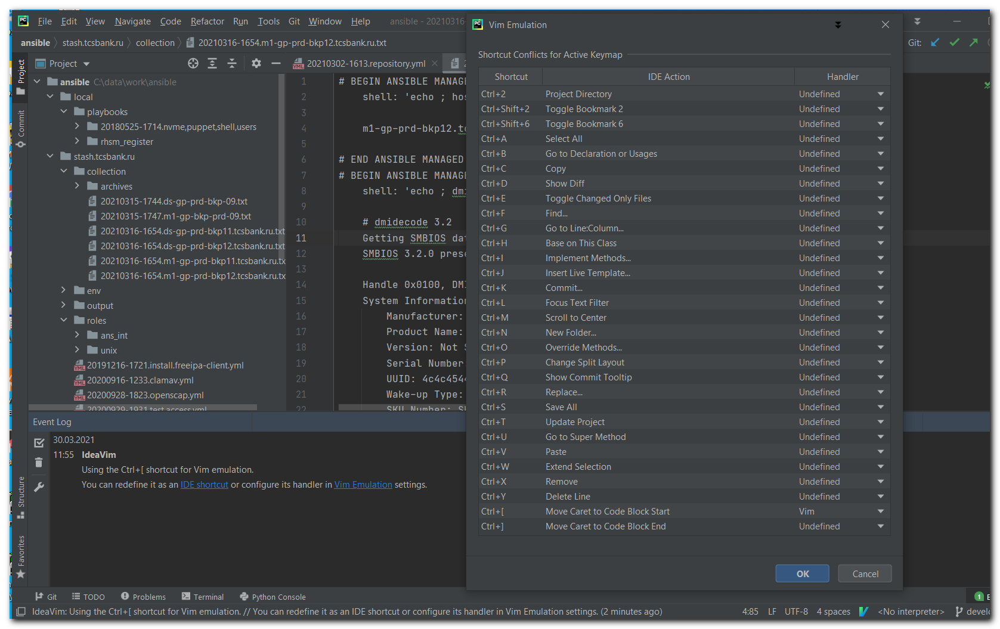 File Edit View Navigate Code Refactor Run Tools Git Window Help ansible - 20210316-
ansible stash.tcsbank.ru collection 20210316-1654.m1-gp-prd-bkp12.tcsbank.ru.txt
Git:
Project
20210302-1613.repository.yml
Project
Commit
Structure
Favorites
ansible C:\data\work\ansible
local
playbooks
20180525-1714.nvme,puppet,shell,users
rhsm_register
stash.tcsbank.ru
collection
archives
20210315-1744.ds-gp-prd-bkp-09.txt
20210315-1747.m1-gp-bkp-prd-09.txt
20210316-1654.ds-gp-prd-bkp11.tcsbank.ru.txt
20210316-1654.ds-gp-prd-bkp12.tcsbank.ru.txt
20210316-1654.m1-gp-prd-bkp11.tcsbank.ru.tx
20210316-1654.m1-gp-prd-bkp12.tcsbank.ru.tx
env
output
roles
ans_int
unix
20191216-1721.install.freeipa-client.yml
20200916-1233.clamav.yml
20200928-1823.openscap.yml
20200929-1931.test.access.yml
1 # BEGIN ANSIBLE MANAG
2 shell: 'echo ; hos
3
4 m1-gp-prd-bkp12.tc
5
6 # END ANSIBLE MANAGED
7 # BEGIN ANSIBLE MANAG
8 shell: 'echo ; dmi
9
10 # dmidecode 3.2
11 Getting SMBIOS dat
12 SMBIOS 3.2.0 prese
13
14 Handle 0x0100, DMI
15 System Information
16 Manufacturer:
17 Product Name:
18 Version: Not S
19 Serial Number:
20 UUID: 4c4c4544
21 Wake-up Type:
22 SKU Number: S
Event Log
30.03.2021
11:55 IdeaVim
Using the Ctrl+[ shortcut for Vim emulation.
You can redefine it as an IDE shortcut or configure its handler in Vim Emulation settings.
Vim Emulation
Shortcut Conflicts for Active Keymap
Shortcut IDE Action Handler
Ctrl+2 Project Directory Undefined
Ctrl+Shift+2 Toggle Bookmark 2 Undefined
Ctrl+Shift+6 Toggle Bookmark 6 Undefined
Ctrl+A Select All Undefined
Ctrl+B Go to Declaration or Usages Undefined
Ctrl+C Copy Undefined
Ctrl+D Show Diff Undefined
Ctrl+E Toggle Changed Only Files Undefined
Ctrl+F Find... Undefined
Ctrl+G Go to Line:Column... Undefined
Ctrl+H Base on This Class Undefined
Ctrl+I Implement Methods... Undefined
Ctrl+J Insert Live Template... Undefined
Ctrl+K Commit... Undefined
Ctrl+L Focus Text Filter Undefined
Ctrl+M Scroll to Center Undefined
Ctrl+N New Folder... Undefined
Ctrl+O Override Methods... Undefined
Ctrl+P Change Split Layout Undefined
Ctrl+Q Show Commit Tooltip Undefined
Ctrl+R Replace... Undefined
Ctrl+S Save All Undefined
Ctrl+T Update Project Undefined
Ctrl+U Go to Super Method Undefined
Ctrl+V Paste Undefined
Ctrl+W Extend Selection Undefined
Ctrl+X Remove Undefined
Ctrl+Y Delete Line Undefined
Ctrl+[ Move Caret to Code Block Start Vim
Ctrl+] Move Caret to Code Block End Undefined
OK Cancel
Git TODO Problems Terminal Python Console 1 E
IdeaVim: Using the Ctrl+[ shortcut for Vim emulation. // You can redefine it as an IDE shortcut or configure its handler in Vim Emulation settings. (2 minutes ago) 4:85 LF UTF-8 4 spaces <No interpreter> develo